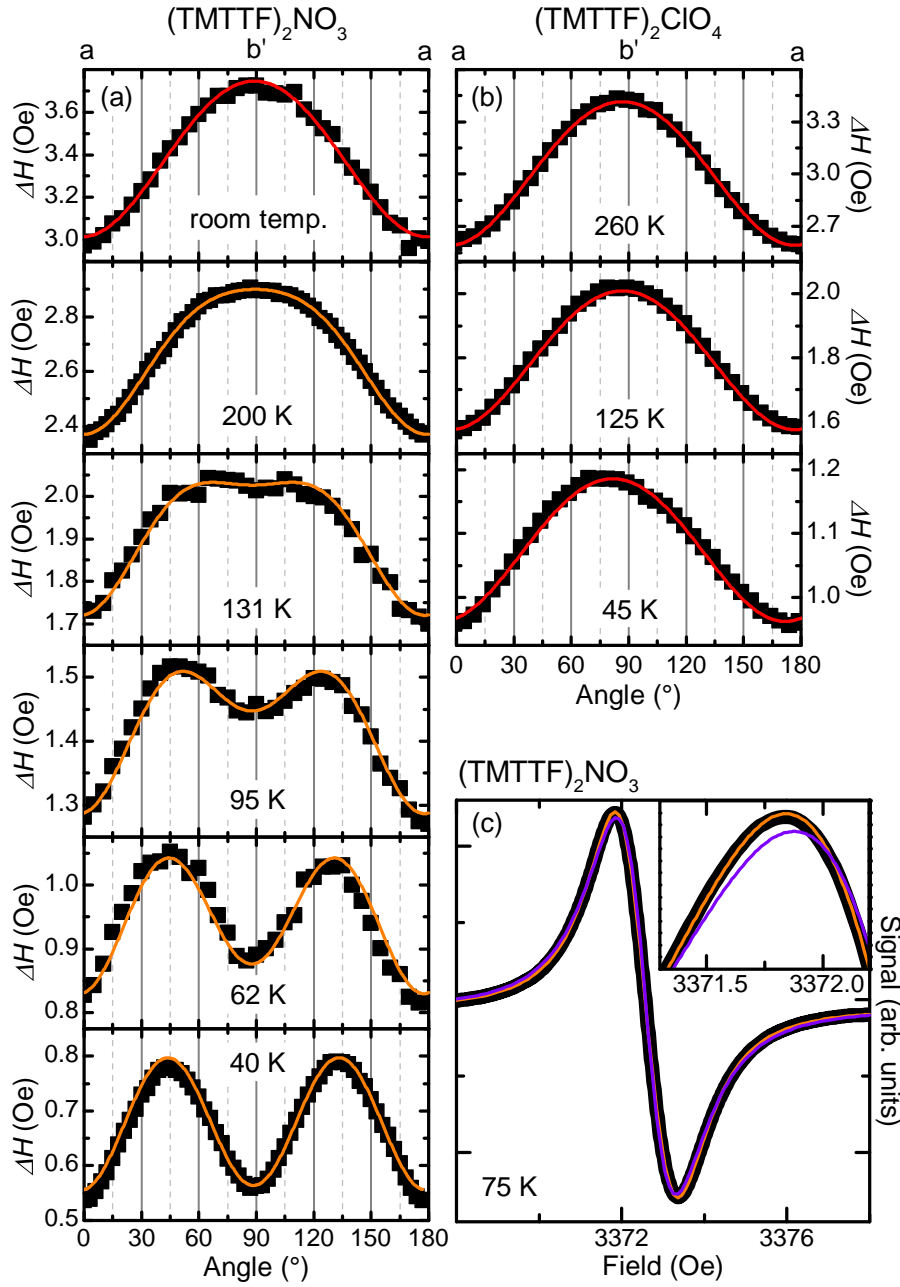 (TMTTF)₂NO₃
a b' a
(a)
ΔH (Oe)
3.6
3.4
3.2
3.0
room temp.
ΔH (Oe)
2.8
2.6
2.4
200 K
ΔH (Oe)
2.0
1.9
1.8
1.7
131 K
ΔH (Oe)
1.5
1.4
1.3
95 K
ΔH (Oe)
1.0
0.9
0.8
62 K
ΔH (Oe)
0.8
0.7
0.6
0.5
40 K
0 30 60 90 120 150 180
Angle (°)
(TMTTF)₂ClO₄
a b' a
(b)
3.3
3.0
2.7
ΔH (Oe)
260 K
2.0
1.8
1.6
ΔH (Oe)
125 K
1.2
1.1
1.0
ΔH (Oe)
45 K
0 30 60 90 120 150 180
Angle (°)
(TMTTF)₂NO₃
(c)
3371.5 3372.0
Signal (arb. units)
75 K
3372 3376
Field (Oe)